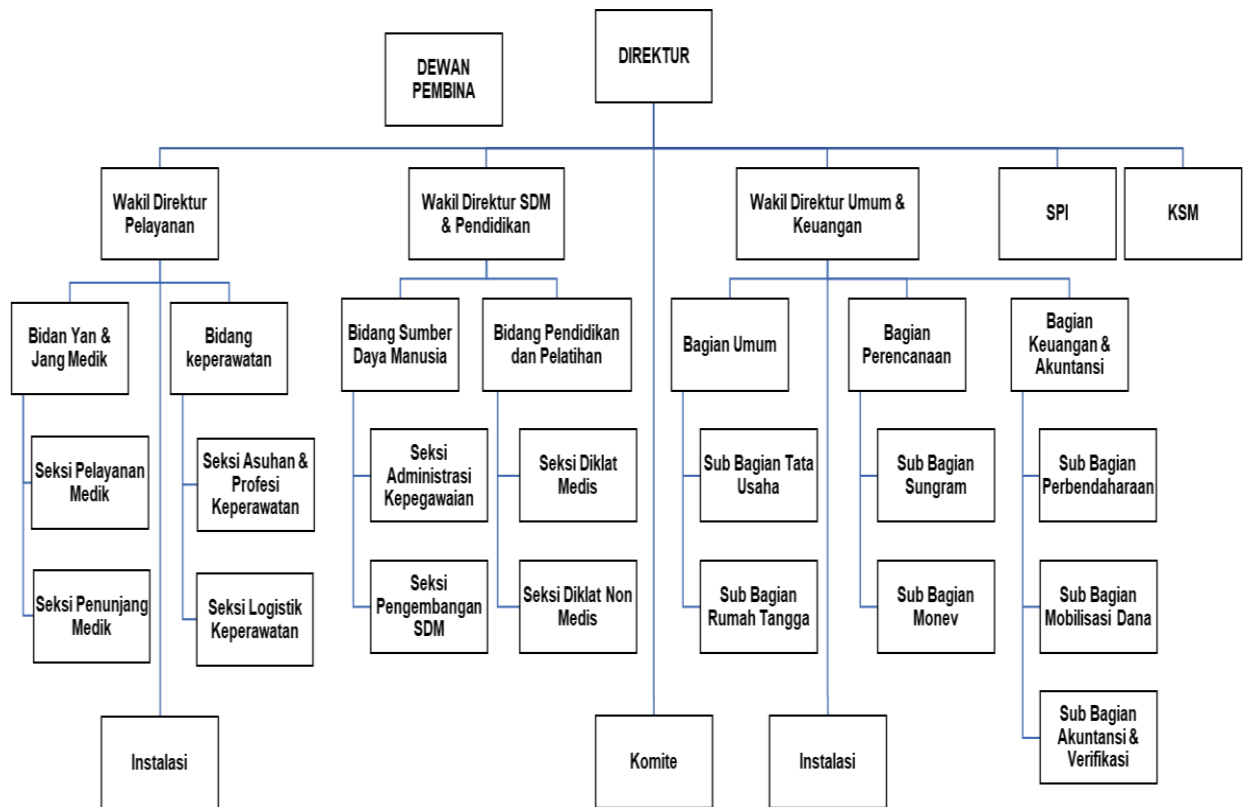 DEWAN
PEMBINA
DIREKTUR
Wakil Direktur
Pelayanan
Wakil Direktur SDM
& Pendidikan
Wakil Direktur Umum &
Keuangan
SPI
KSM
Bidan Yan &
Jang Medik
Bidang
keperawatan
Bidang Sumber
Daya Manusia
Bidang Pendidikan
dan Pelatihan
Bagian Umum
Bagian
Perencanaan
Bagian
Keuangan &
Akuntansi
Seksi Pelayanan
Medik
Seksi Asuhan &
Profesi
Keperawatan
Seksi
Administrasi
Kepegawaian
Seksi Diklat
Medis
Sub Bagian Tata
Usaha
Sub Bagian
Sungram
Sub Bagian
Perbendaharaan
Seksi Penunjang
Medik
Seksi Logistik
Keperawatan
Seksi
Pengembangan
SDM
Seksi Diklat Non
Medis
Sub Bagian
Rumah Tangga
Sub Bagian
Monev
Sub Bagian
Mobilisasi Dana
Instalasi
Komite
Instalasi
Sub Bagian
Akuntansi &
Verifikasi